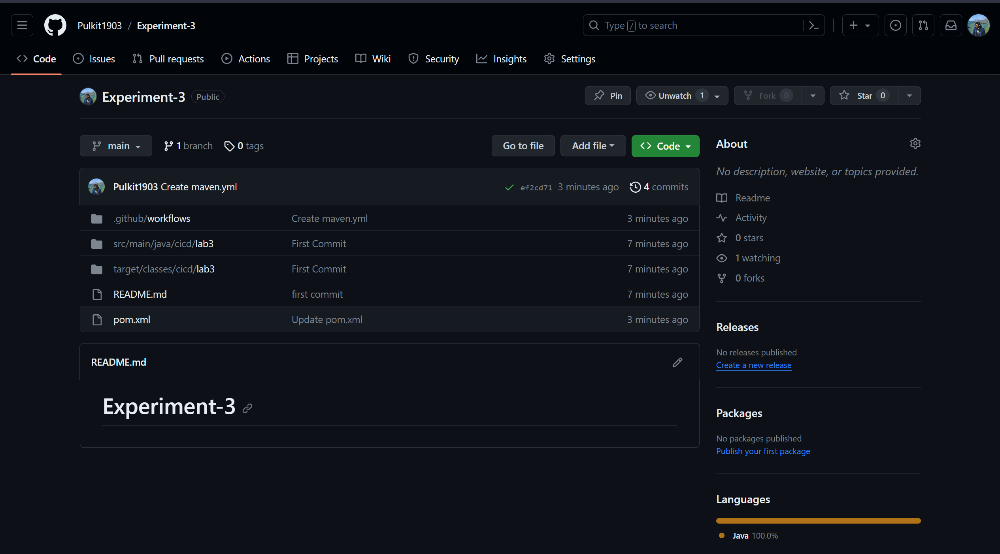 Pulkit1903 / Experiment-3
Type / to search
Code
Issues
Pull requests
Actions
Projects
Wiki
Security
Insights
Settings
Experiment-3 Public
Pin
Unwatch 1
Fork 0
Star 0
main
1 branch
0 tags
Go to file
Add file
Code
Pulkit1903 Create maven.yml
ef2cd71 3 minutes ago
4 commits
.github/workflows Create maven.yml 3 minutes ago
src/main/java/cicd/lab3 First Commit 7 minutes ago
target/classes/cicd/lab3 First Commit 7 minutes ago
README.md first commit 7 minutes ago
pom.xml Update pom.xml 3 minutes ago
README.md
Experiment-3
About
No description, website, or topics provided.
Readme
Activity
0 stars
1 watching
0 forks
Releases
No releases published
Create a new release
Packages
No packages published
Publish your first package
Languages
Java 100.0%